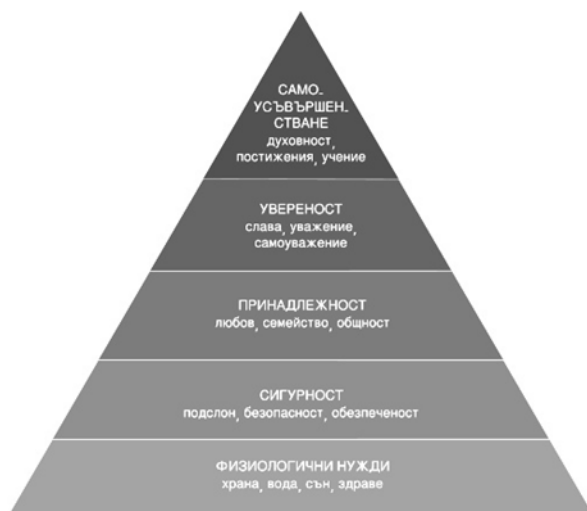 САМО-
УСЪВЪРШЕН-
СТВАНЕ
духовност,
постижения, учение
УВЕРЕНОСТ
слава, уважение,
самоуважение
ПРИНАДЛЕЖНОСТ
любов, семейство, общност
СИГУРНОСТ
подслон, безопасност, обезпеченост
ФИЗИОЛОГИЧНИ НУЖДИ
храна, вода, сън, здраве